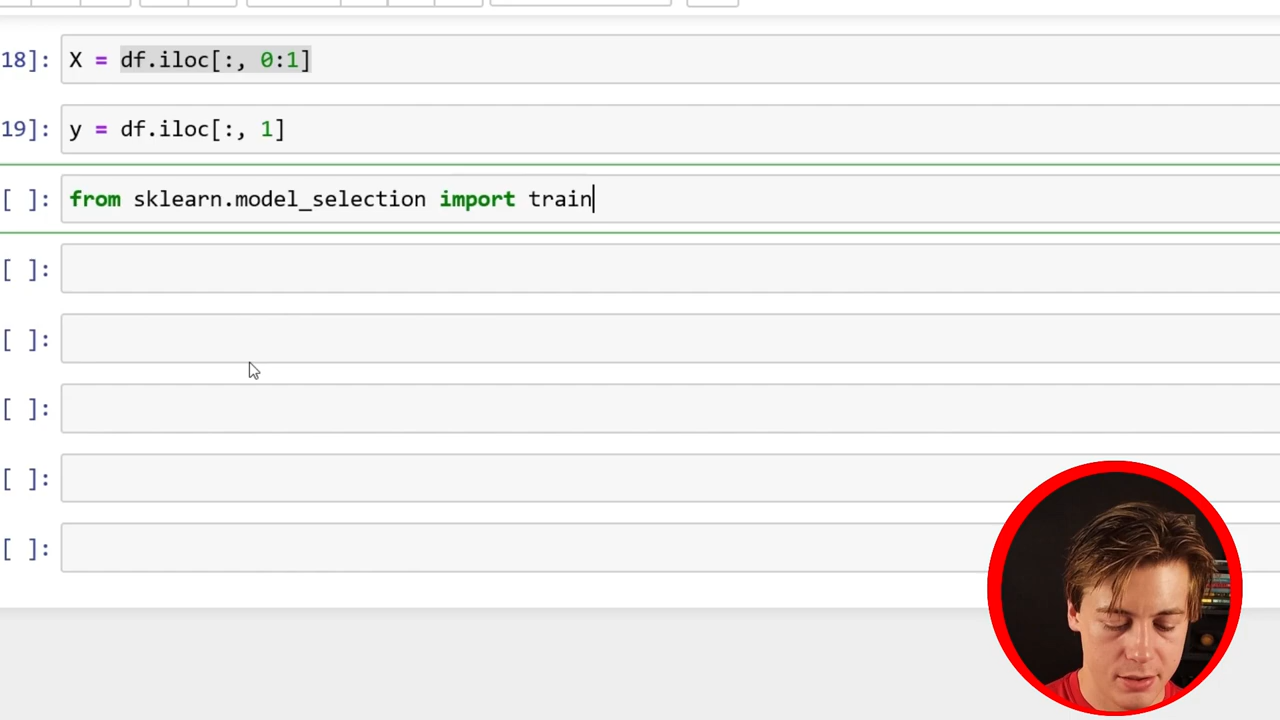 18]: X = df.iloc[:, 0:1]
19]: y = df.iloc[:, 1]
[ ]: from sklearn.model_selection import train
[ ]:
[ ]:
[ ]:
[ ]:
[ ]: